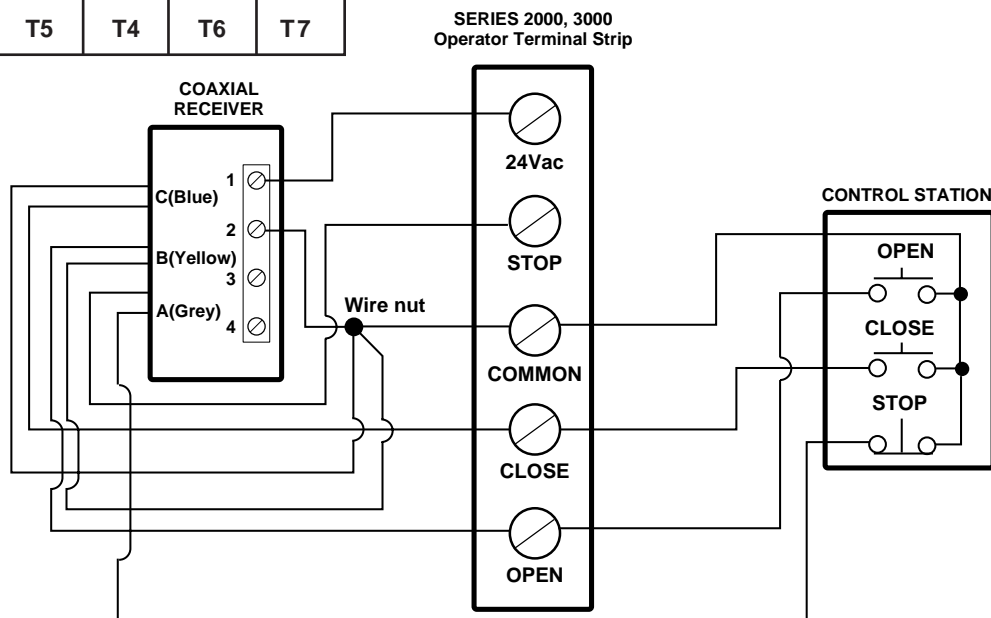 T5 T4 T6 T7
SERIES 2000, 3000
Operator Terminal Strip
COAXIAL
RECEIVER
24Vac
1
C(Blue)
2
B(Yellow)
3
A(Grey)
4
Wire nut
STOP
COMMON
CLOSE
OPEN
CONTROL STATION
OPEN
CLOSE
STOP